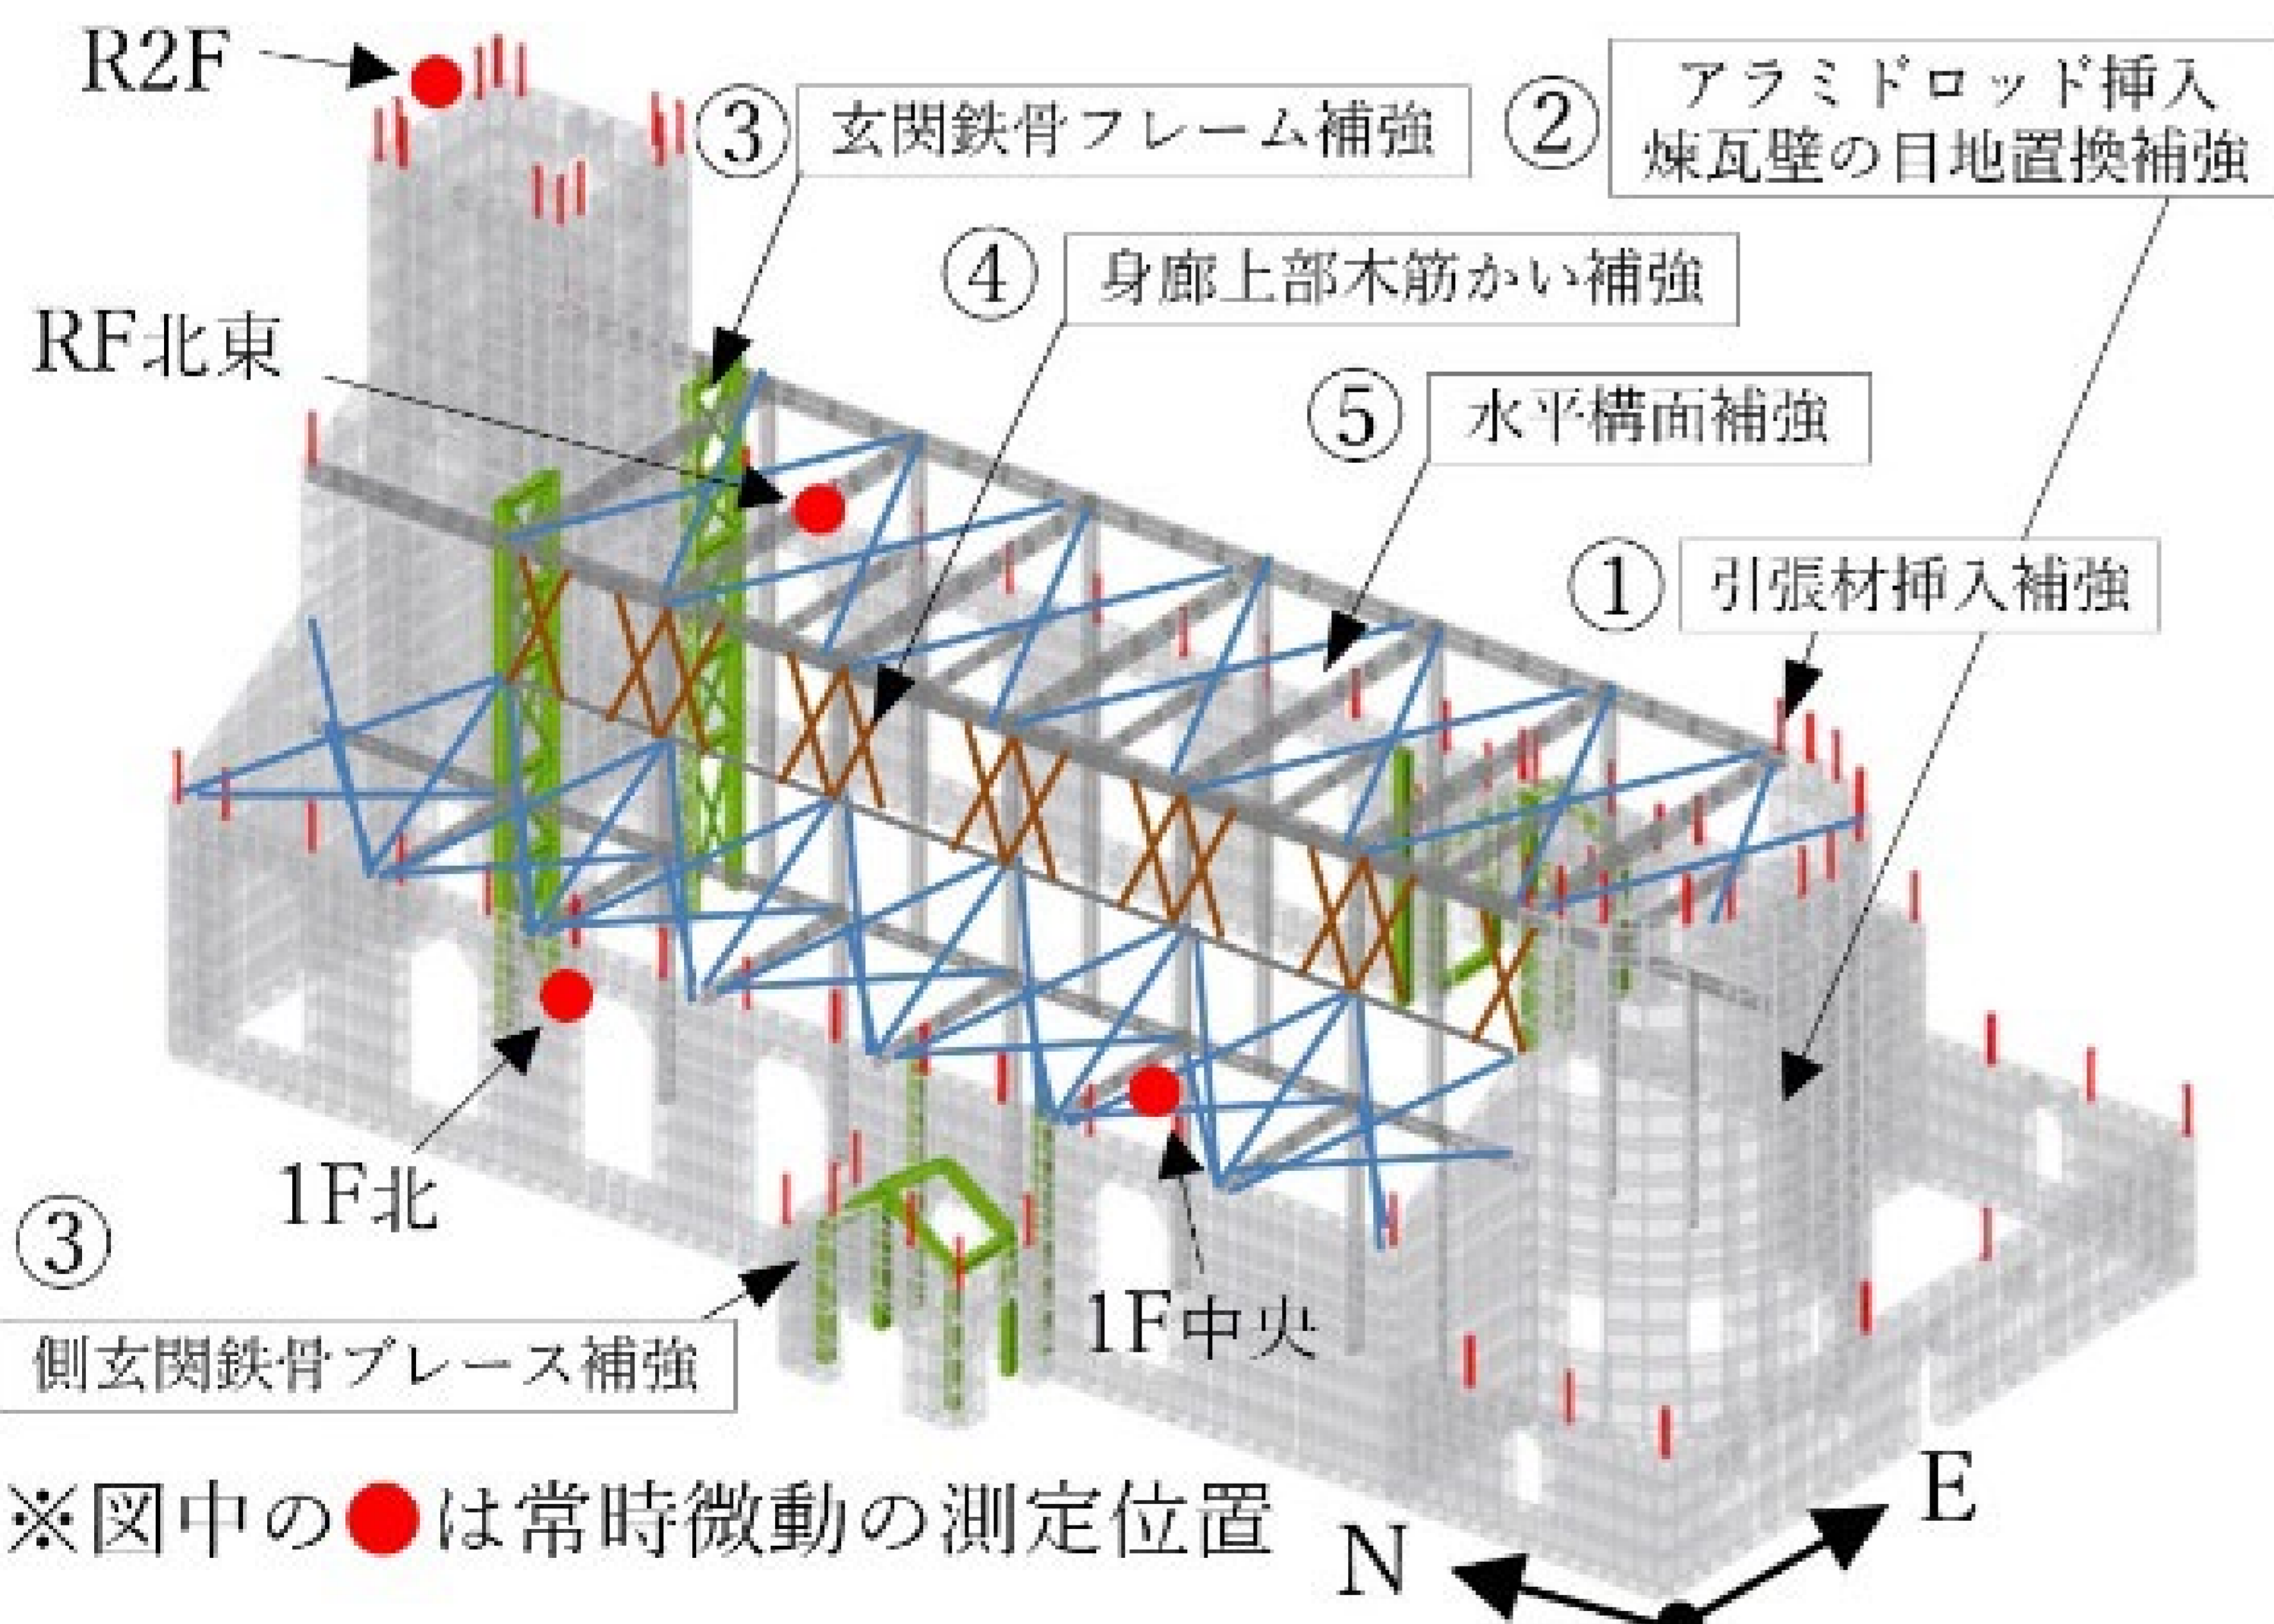 R2F
③ 玄関鉄骨フレーム補強
② アラミドロッド挿入
煉瓦壁の目地置換補強
④ 身廊上部木筋かい補強
RF北東
⑤ 水平構面補強
① 引張材挿入補強
1F北
③
側玄関鉄骨ブレース補強
1F中央
※図中の●は常時微動の測定位置
N
E